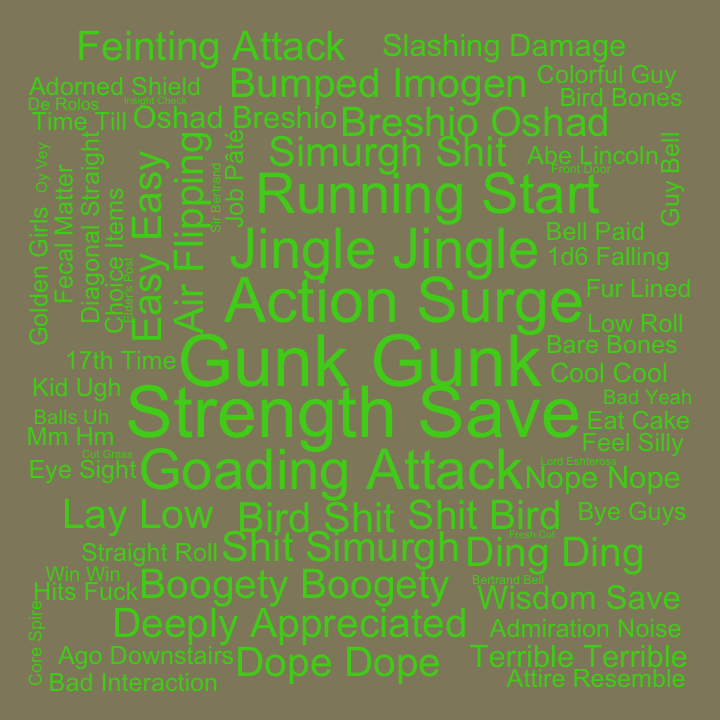 Feinting Attack
Slashing Damage
Adorned Shield
Bumped Imogen
Colorful Guy
De Rolos
Insight Check
Bird Bones
Time Till
Oshad Breshio
Breshio Oshad
Simurgh Shit
Abe Lincoln
Front Door
Guy Bell
Oy Vey
Fecal Matter
Diagonal Straight
Golden Girls
Choice Items
Elder's Post
Easy Easy
Air Flipping
Sir Bertrand
Job Pâté
Running Start
Jingle Jingle
Bell Paid
1d6 Falling
Action Surge
Fur Lined
Low Roll
Gunk Gunk
Bare Bones
17th Time
Cool Cool
Kid Ugh
Strength Save
Bad Yeah
Balls Uh
Eat Cake
Mm Hm
Feel Silly
Cut Grass
Eye Sight
Goading Attack
Lord Eshteross
Nope Nope
Lay Low
Bird Shit
Shit Bird
Bye Guys
Fresh Cut
Straight Roll
Shit Simurgh
Ding Ding
Win Win
Hits Fuck
Boogety Boogety
Bertrand Bell
Wisdom Save
Core Spire
Deeply Appreciated
Admiration Noise
Ago Downstairs
Dope Dope
Terrible Terrible
Bad Interaction
Attire Resemble